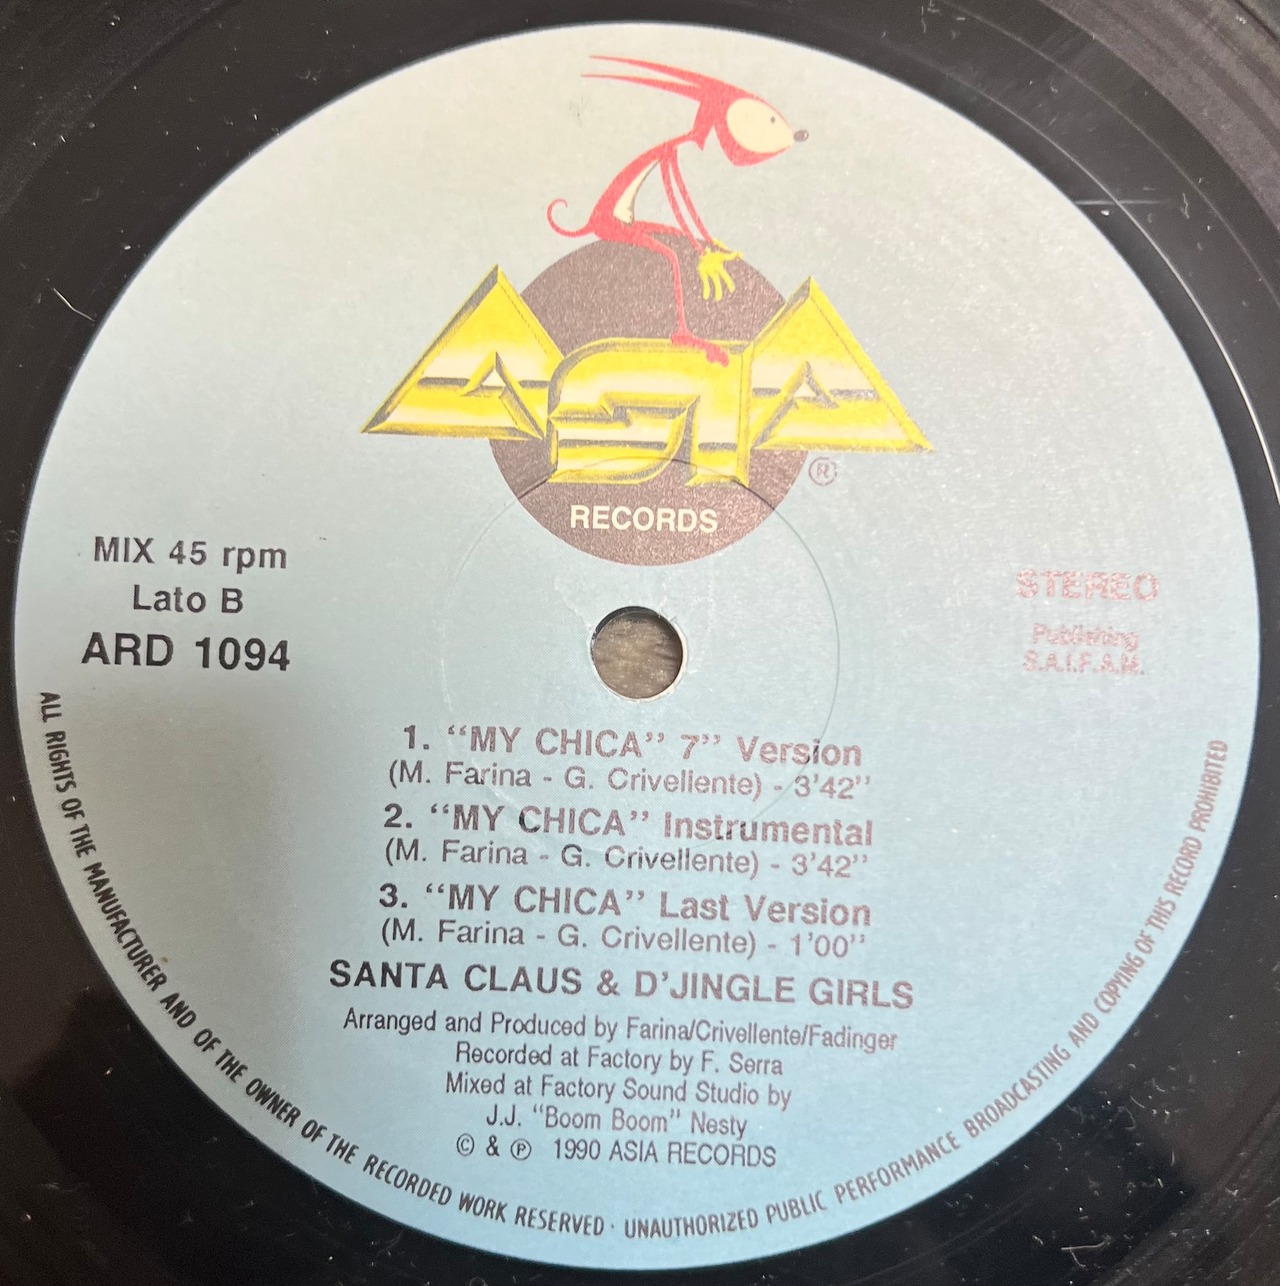 ASIA
®
RECORDS
MIX 45 rpm
Lato B
ARD 1094
STEREO
Publishing
S.A.I.F.A.M.
1. “MY CHICA” 7” Version
(M. Farina - G. Crivellente) - 3’42”
2. “MY CHICA” Instrumental
(M. Farina - G. Crivellente) - 3’42”
3. “MY CHICA” Last Version
(M. Farina - G. Crivellente) - 1’00”
SANTA CLAUS & D’JINGLE GIRLS
Arranged and Produced by Farina/Crivellente/Fadinger
Recorded at Factory by F. Serra
Mixed at Factory Sound Studio by
J.J. “Boom Boom” Nesty
© & ℗ 1990 ASIA RECORDS
ALL RIGHTS OF THE MANUFACTURER AND OF THE OWNER OF THE RECORDED WORK RESERVED · UNAUTHORIZED PUBLIC PERFORMANCE BROADCASTING AND COPYING OF THIS RECORD PROHIBITED